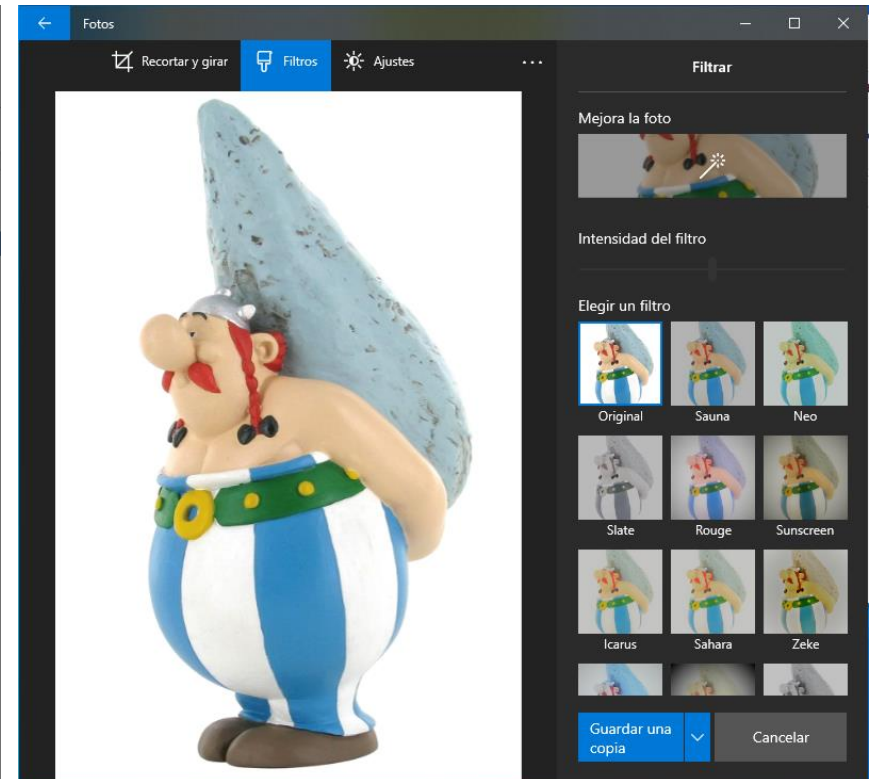 Fotos
Recortar y girar
Filtros
Ajustes
Filtrar
Mejora la foto
Intensidad del filtro
Elegir un filtro
Original
Sauna
Neo
Slate
Rouge
Sunscreen
Icarus
Sahara
Zeke
Guardar una
copia
Cancelar